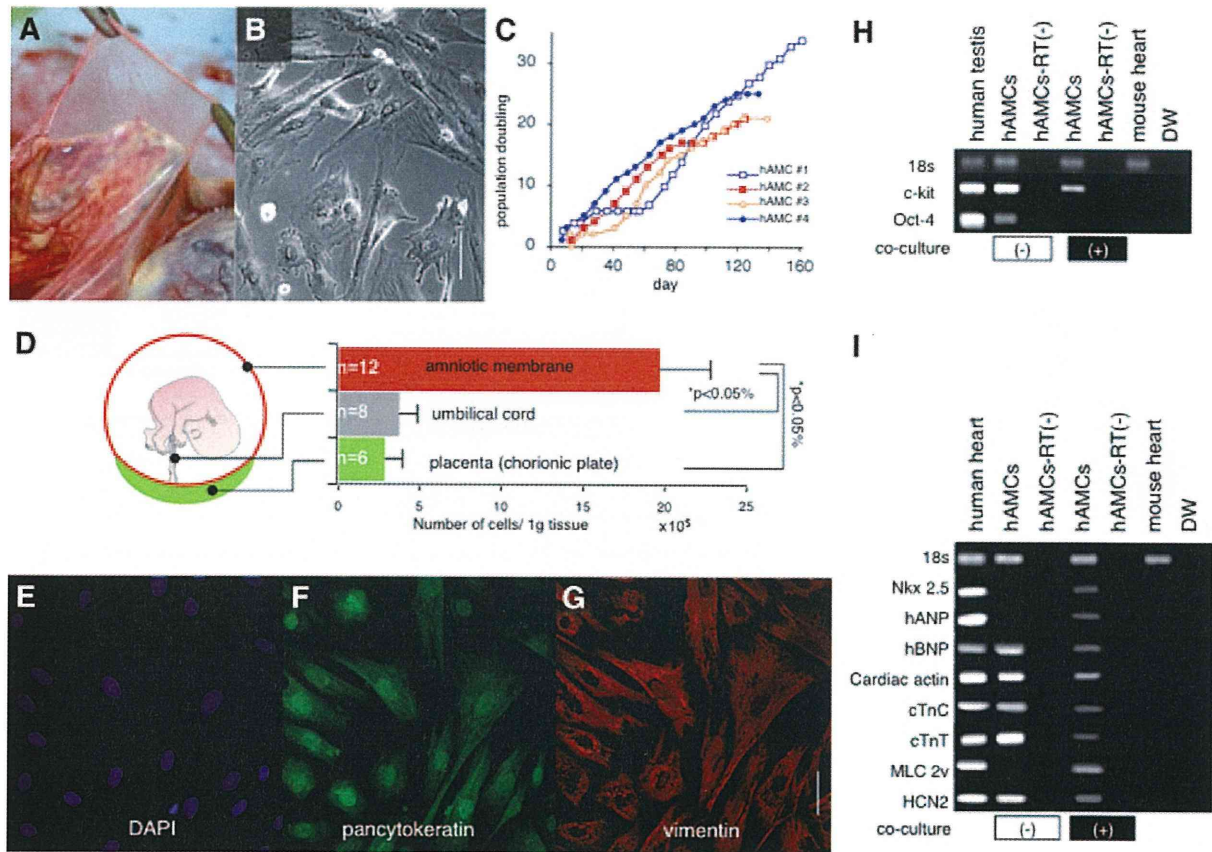 A
B
C
population doubling
30
20
10
0
0
40
80
120
160
day
hAMC #1
hAMC #2
hAMC #3
hAMC #4
D
n=12
amniotic membrane
n=8
umbilical cord
n=6
placenta (chorionic plate)
*p<0.05%
*p<0.05%
0
5
10
15
20
25
Number of cells/ 1g tissue
x10⁵
E
DAPI
F
pancytokeratin
G
vimentin
H
human testis
hAMCs
hAMCs-RT(-)
hAMCs
hAMCs-RT(-)
mouse heart
DW
18s
c-kit
Oct-4
co-culture (-) (+)
I
human heart
hAMCs
hAMCs-RT(-)
hAMCs
hAMCs-RT(-)
mouse heart
DW
18s
Nkx 2.5
hANP
hBNP
Cardiac actin
cTnC
cTnT
MLC 2v
HCN2
co-culture (-) (+)